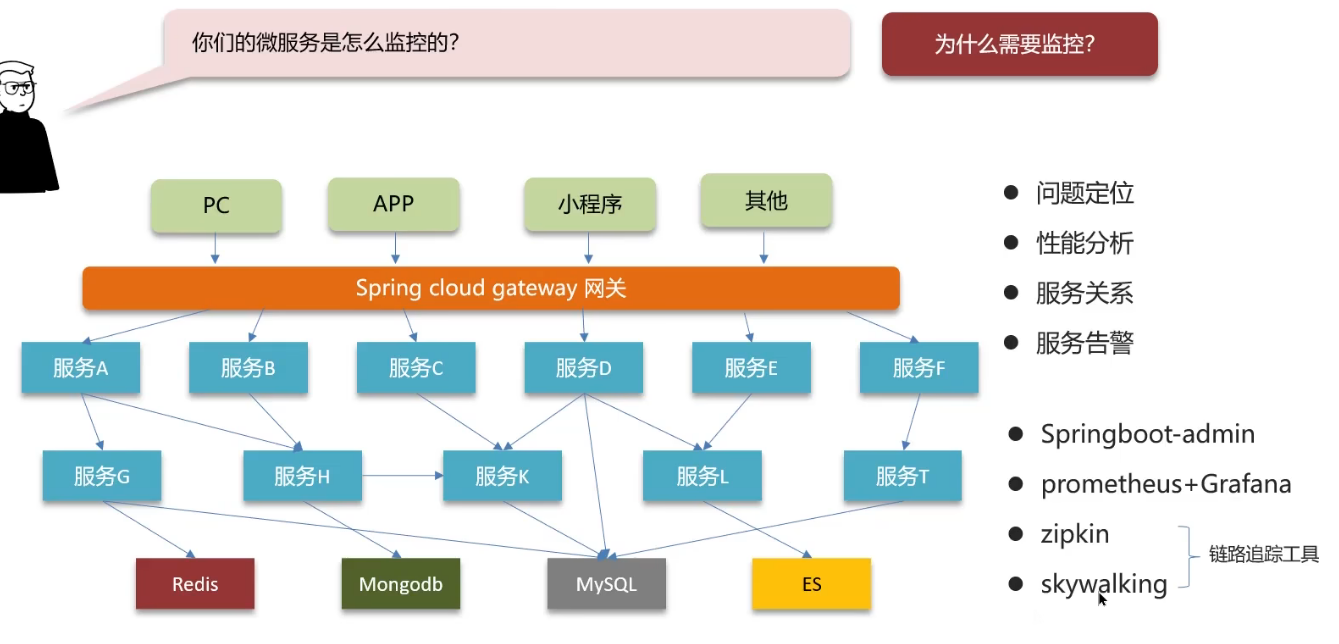 你们的微服务是怎么监控的?
为什么需要监控?
PC
APP
小程序
其他
Spring cloud gateway 网关
服务A
服务B
服务C
服务D
服务E
服务F
服务G
服务H
服务K
服务L
服务T
Redis
Mongodb
MySQL
ES
问题定位
性能分析
服务关系
服务告警
Springboot-admin
prometheus+Grafana
zipkin
skywalking
链路追踪工具